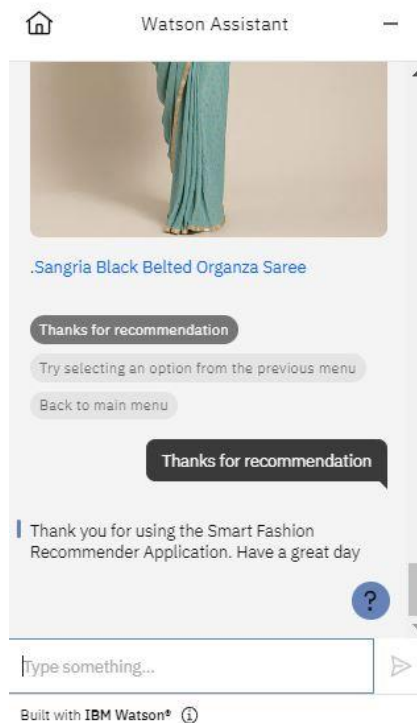 Watson Assistant
.Sangria Black Belted Organza Saree
Thanks for recommendation
Try selecting an option from the previous menu
Back to main menu
Thanks for recommendation
Thank you for using the Smart Fashion
Recommender Application. Have a great day
?
Type something...
Built with IBM Watson®